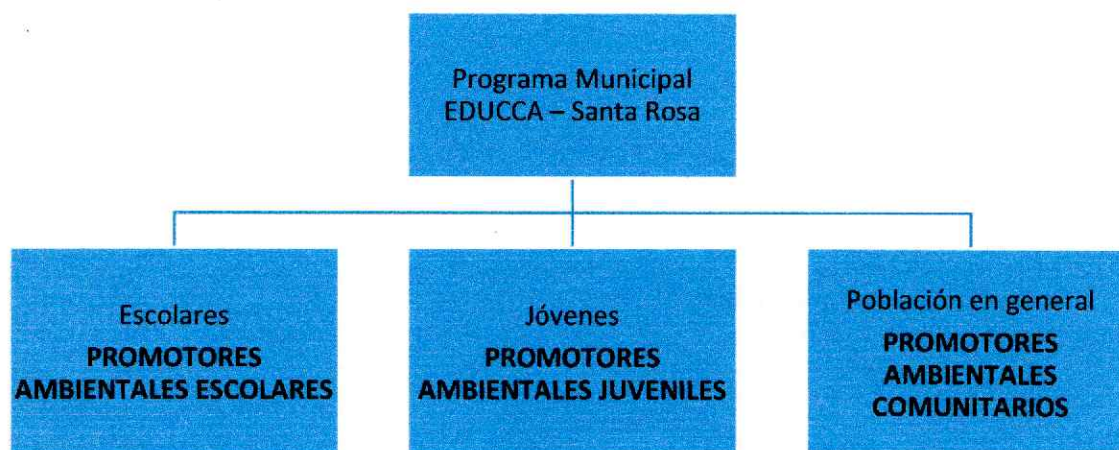 Programa Municipal
EDUCCA – Santa Rosa
Escolares
PROMOTORES
AMBIENTALES ESCOLARES
Jóvenes
PROMOTORES
AMBIENTALES JUVENILES
Población en general
PROMOTORES
AMBIENTALES
COMUNITARIOS